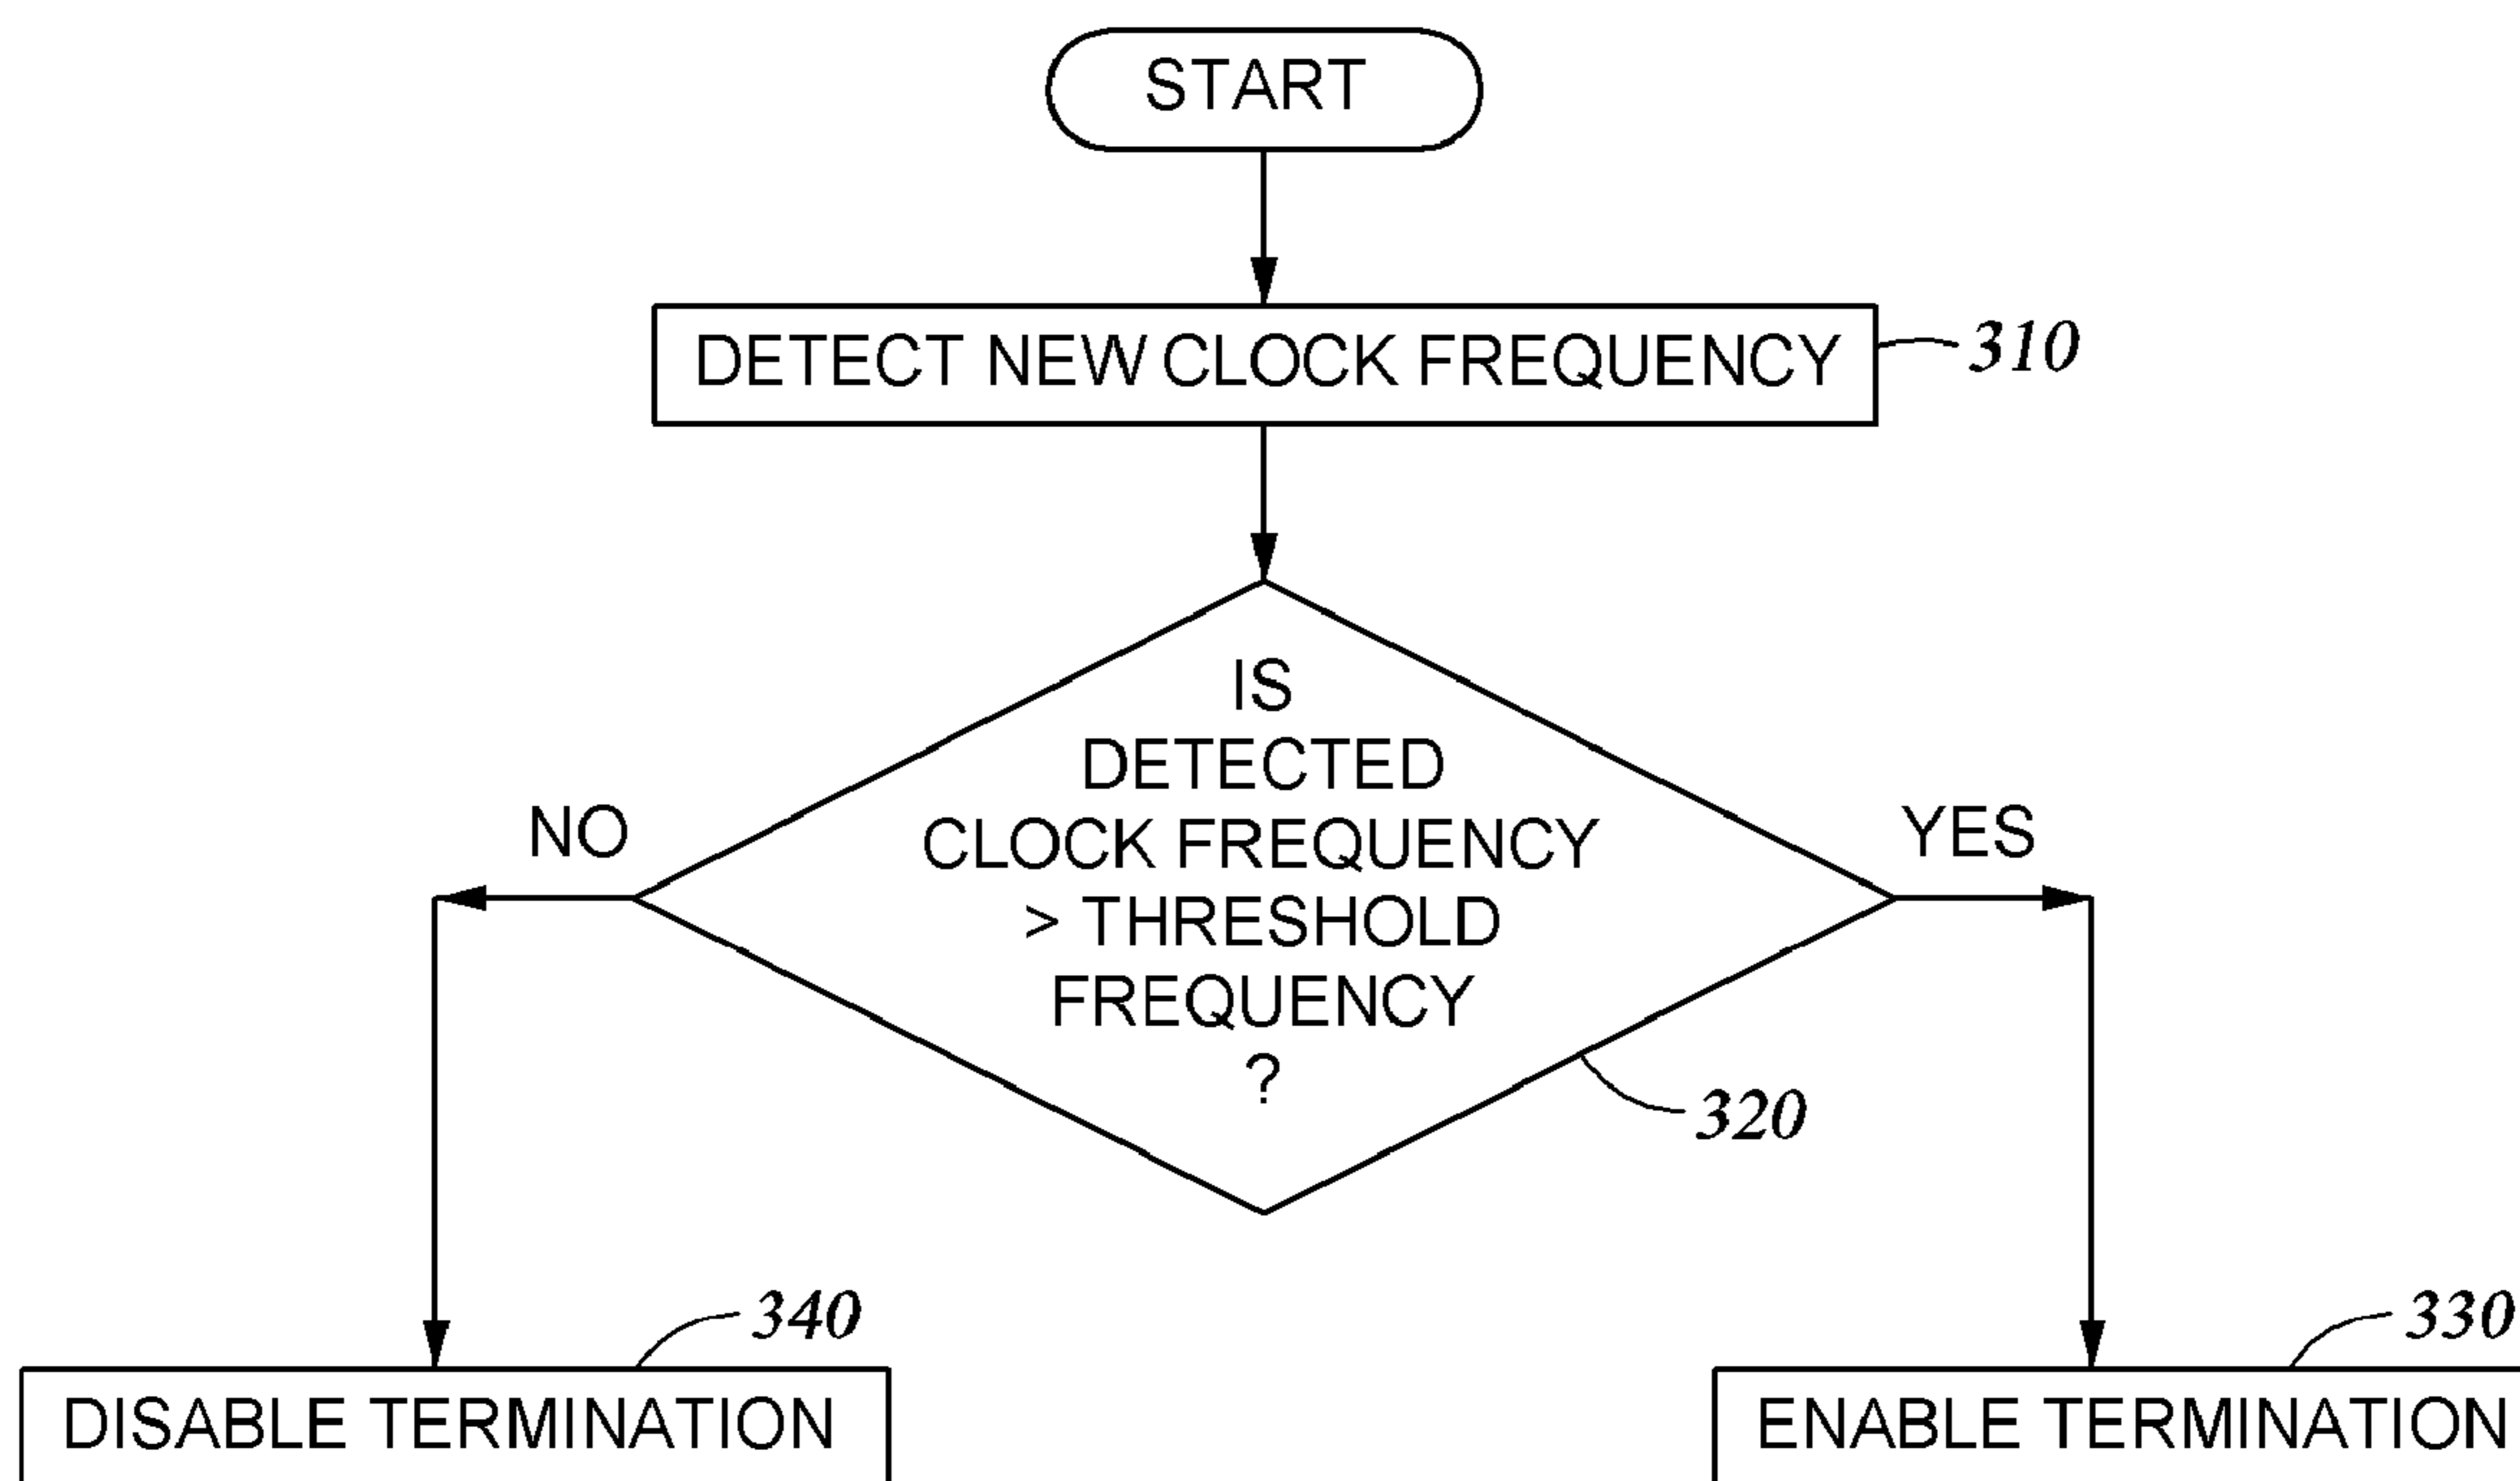 START
DETECT NEW CLOCK FREQUENCY
310
IS
DETECTED
CLOCK FREQUENCY
> THRESHOLD
FREQUENCY
?
NO
YES
320
340
330
DISABLE TERMINATION
ENABLE TERMINATION